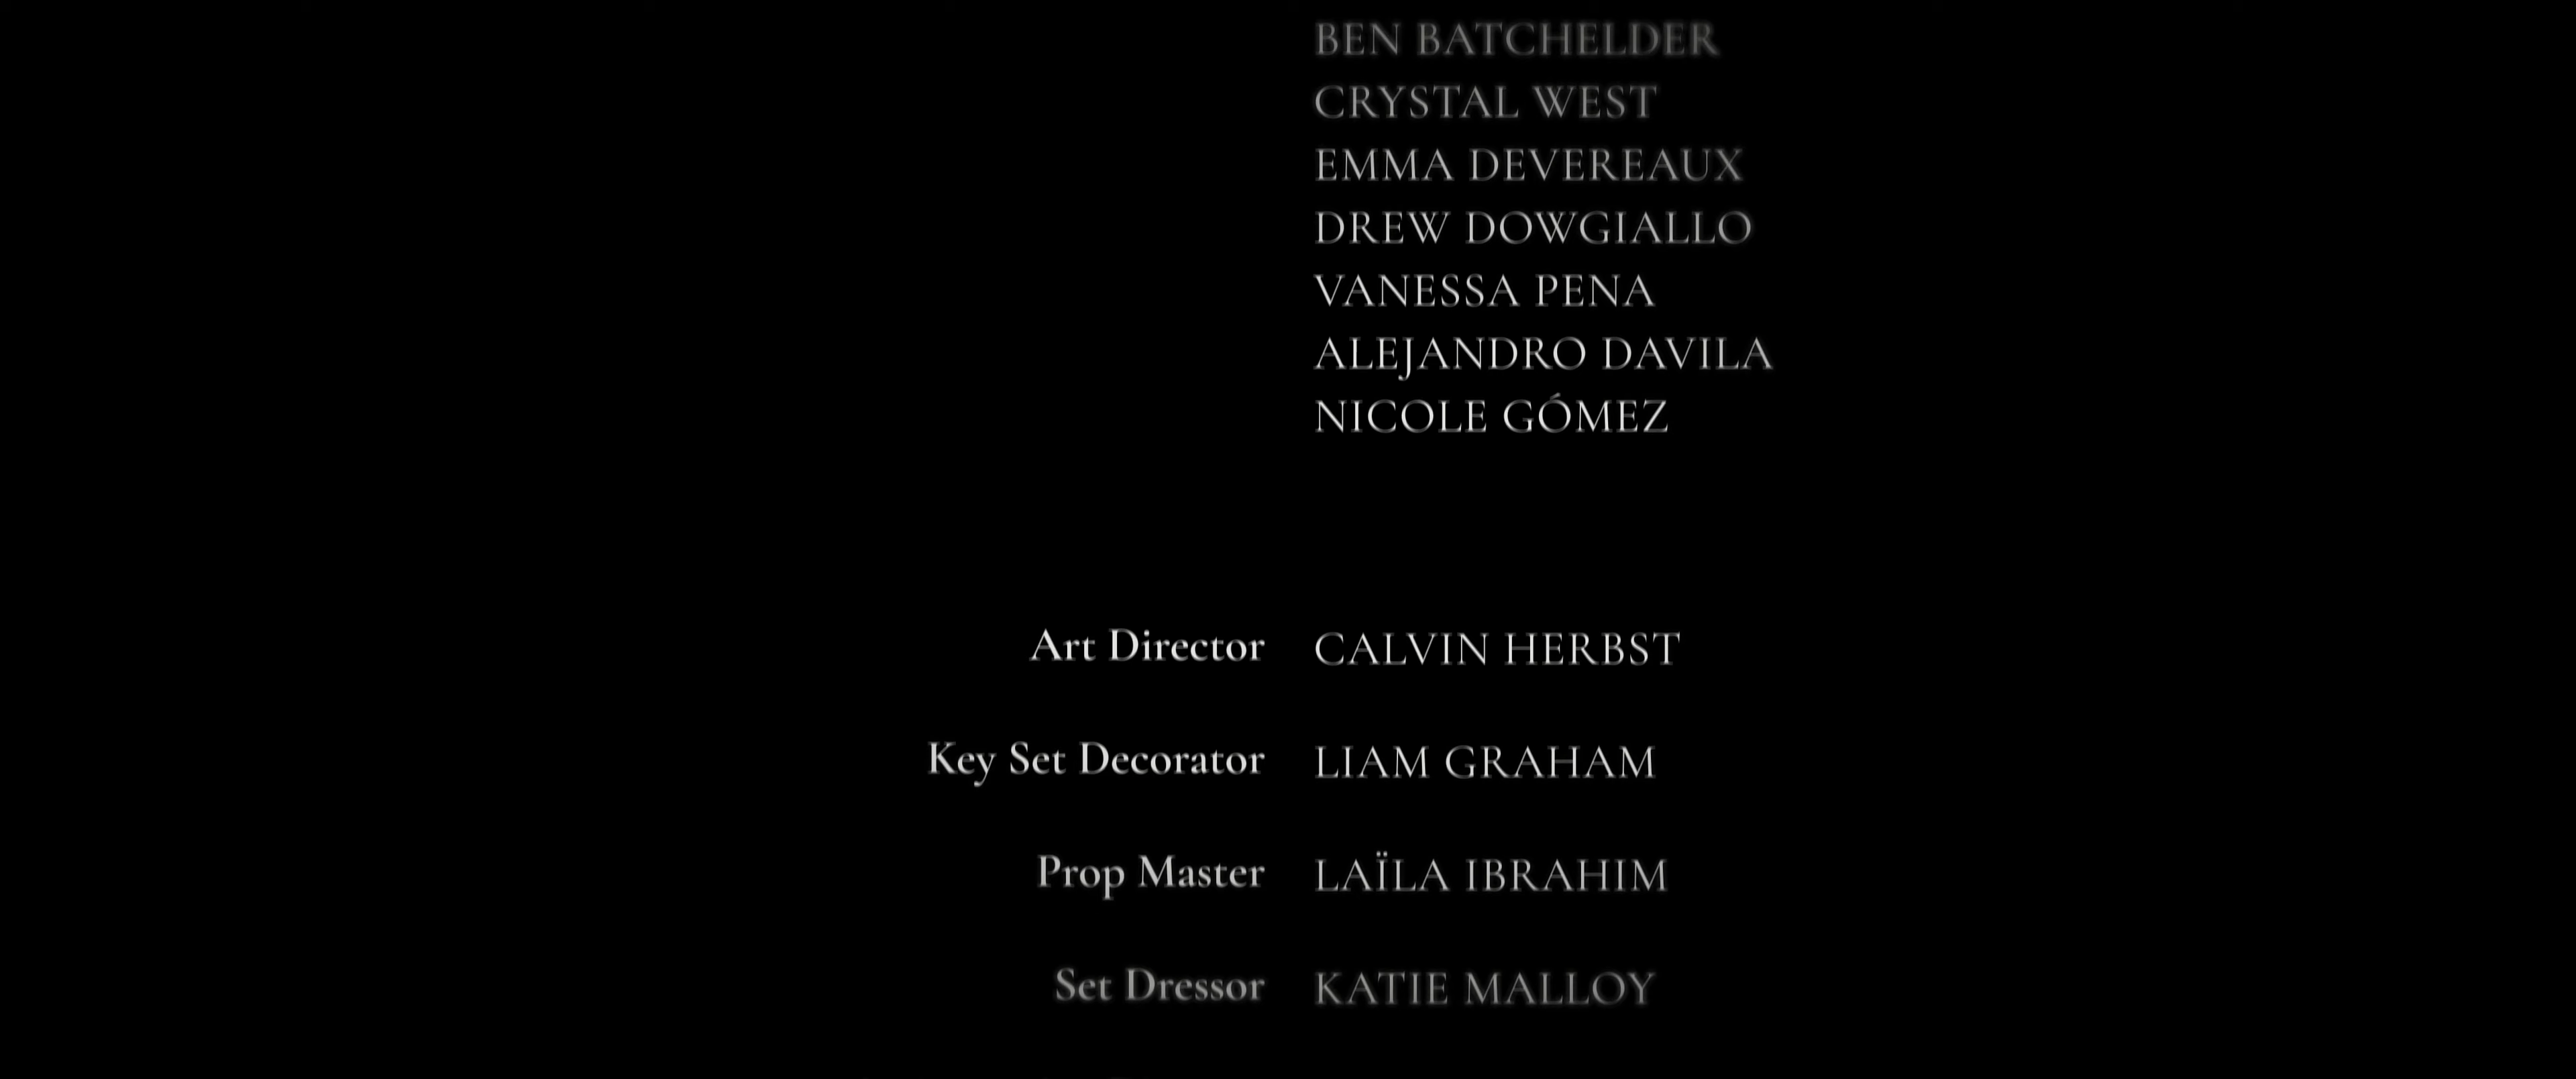 BEN BATCHELDER
CRYSTAL WEST
EMMA DEVEREAUX
DREW DOWGIALLO
VANESSA PENA
ALEJANDRO DAVILA
NICOLE GÓMEZ
Art Director CALVIN HERBST
Key Set Decorator LIAM GRAHAM
Prop Master LAÏLA IBRAHIM
Set Dressor KATIE MALLOY